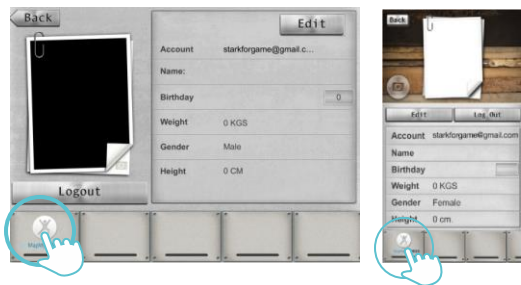 Back
Edit
Account starkforgame@gmail.c...
Name:
Birthday 0
Weight 0 KGS
Gender Male
Height 0 CM
Logout
Back
Edit Log Out
Account starkforgame@gmail.com
Name
Birthday
Weight 0 KGS
Gender Female
Height 0 cm